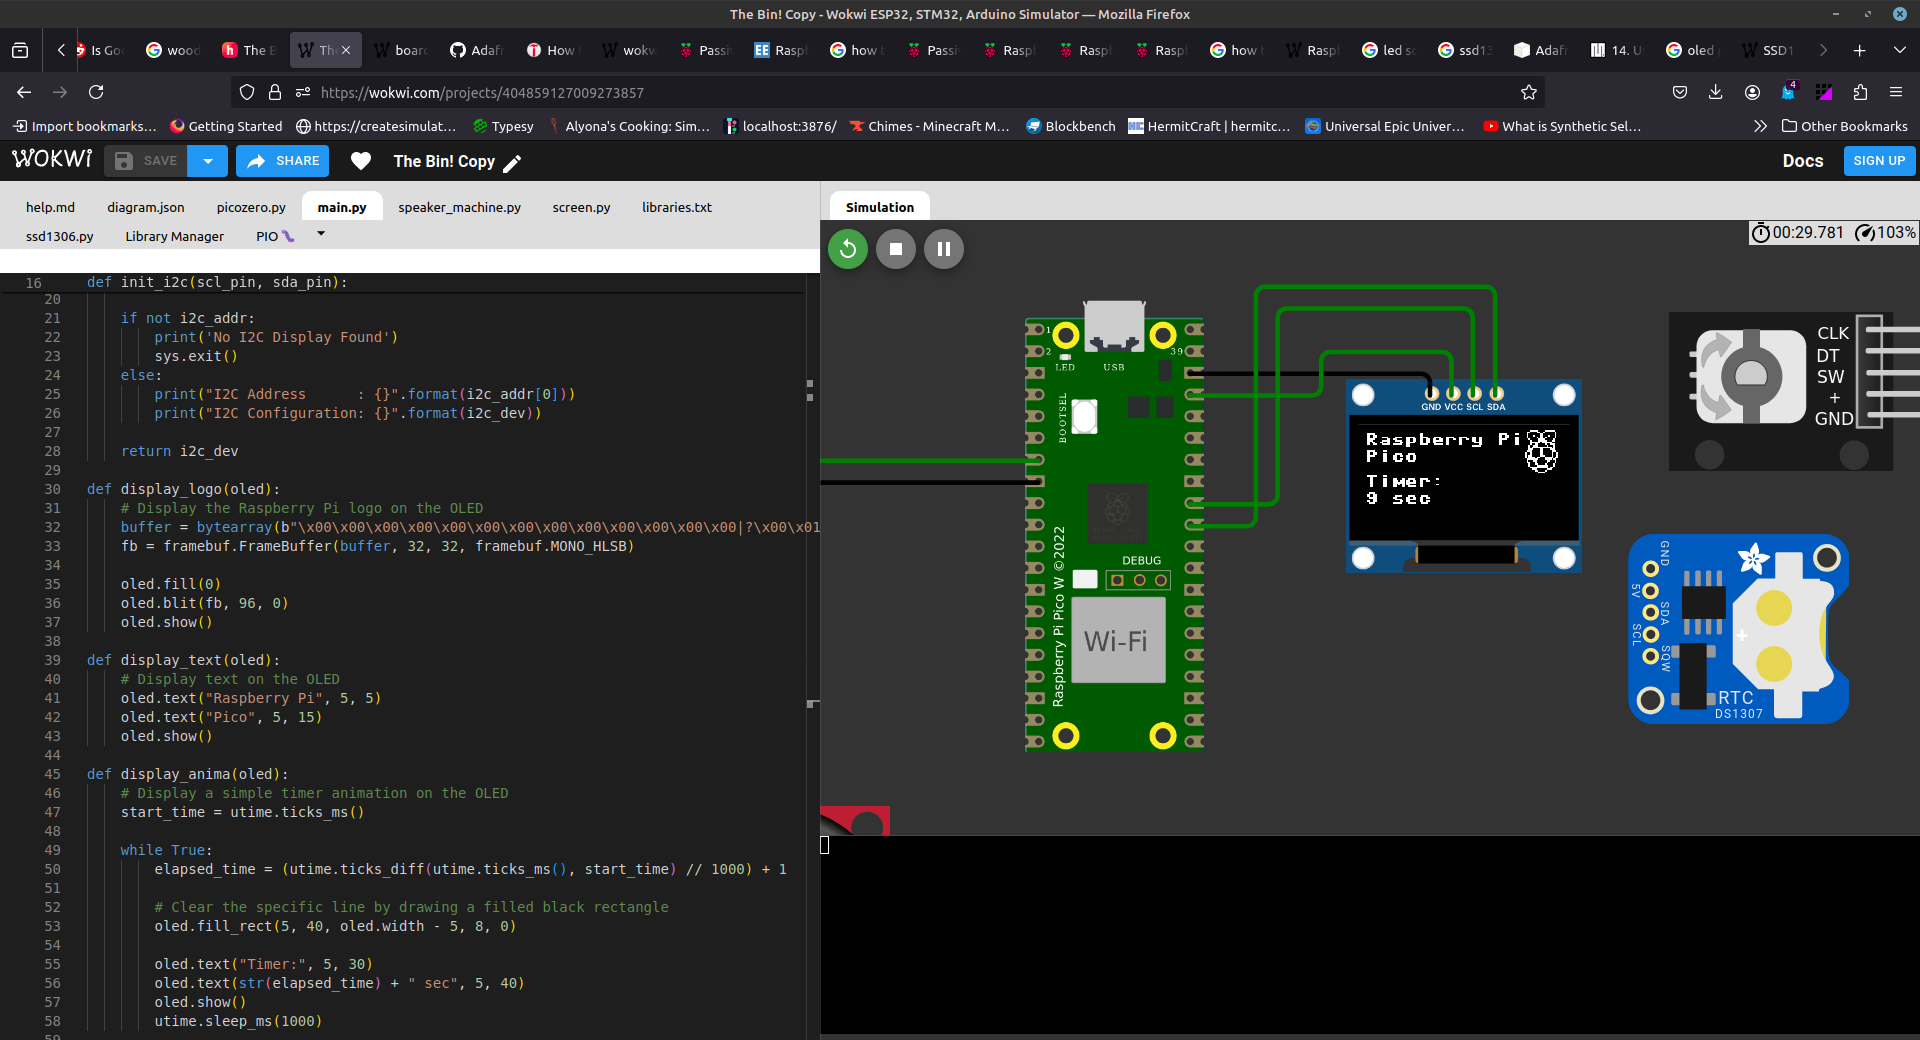 The Bin! Copy - Wokwi ESP32, STM32, Arduino Simulator — Mozilla Firefox
Is Go
wood
The B
Th
boar
Adafr
How
wokw
Passi
Rasp
how t
Passiv
Raspl
Rasp
Raspl
how t
Raspl
led sc
ssd13
Adaf
14. U
oled
SSD1
https://wokwi.com/projects/404859127009273857
4
Import bookmarks...
Getting Started
https://createsimulat...
Typesy
Alyona's Cooking: Sim...
localhost:3876/
Chimes - Minecraft M...
Blockbench
HermitCraft | hermitc...
Universal Epic Univer...
What is Synthetic Sel...
Other Bookmarks
WOKWI
SAVE
SHARE
The Bin! Copy
Docs
SIGN UP
help.md
diagram.json
picozero.py
main.py
speaker_machine.py
screen.py
libraries.txt
ssd1306.py
Library Manager
PIO
Simulation
00:29.781
103%
16 def init_i2c(scl_pin, sda_pin):
20
21 if not i2c_addr:
22 print('No I2C Display Found')
23 sys.exit()
24 else:
25 print("I2C Address      : {}".format(i2c_addr[0]))
26 print("I2C Configuration: {}".format(i2c_dev))
27
28 return i2c_dev
29
30 def display_logo(oled):
31 # Display the Raspberry Pi logo on the OLED
32 buffer = bytearray(b"\x00\x00\x00\x00\x00\x00\x00\x00\x00\x00\x00\x00\x00|?\x00\x01
33 fb = framebuf.FrameBuffer(buffer, 32, 32, framebuf.MONO_HLSB)
34
35 oled.fill(0)
36 oled.blit(fb, 96, 0)
37 oled.show()
38
39 def display_text(oled):
40 # Display text on the OLED
41 oled.text("Raspberry Pi", 5, 5)
42 oled.text("Pico", 5, 15)
43 oled.show()
44
45 def display_anima(oled):
46 # Display a simple timer animation on the OLED
47 start_time = utime.ticks_ms()
48
49 while True:
50 elapsed_time = (utime.ticks_diff(utime.ticks_ms(), start_time) // 1000) + 1
51
52 # Clear the specific line by drawing a filled black rectangle
53 oled.fill_rect(5, 40, oled.width - 5, 8, 0)
54
55 oled.text("Timer:", 5, 30)
56 oled.text(str(elapsed_time) + " sec", 5, 40)
57 oled.show()
58 utime.sleep_ms(1000)
59
1
2
39
LED
USB
BOOTSEL
DEBUG
Raspberry Pi Pico W ©2022
Wi-Fi
GND VCC SCL SDA
Raspberry Pi
Pico
Timer:
9 sec
CLK
DT
SW
+
GND
GND
5V
SDA
SCL
SQW
+
RTC
DS1307